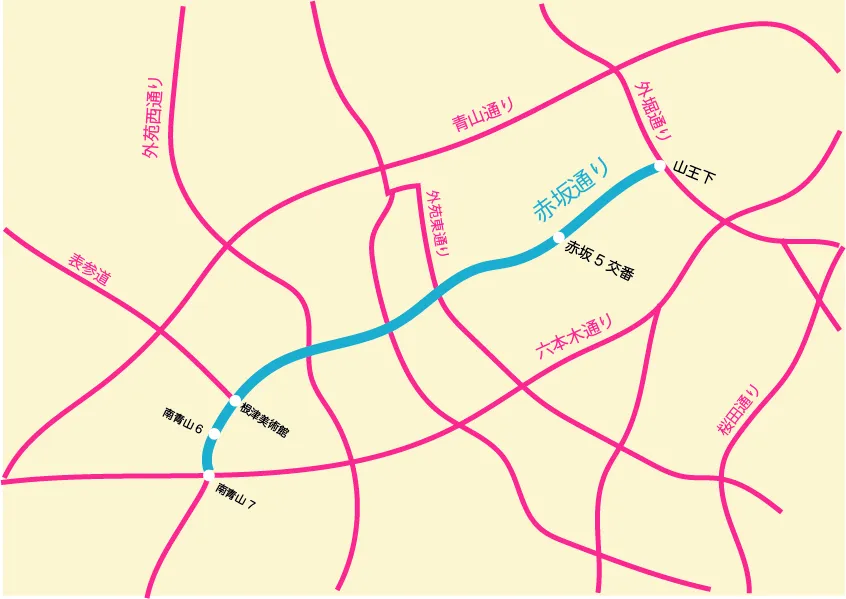 外苑西通り
青山通り
外堀通り
山王下
赤坂通り
外苑東通り
赤坂5交番
表参道
六本木通り
桜田通り
根津美術館
南青山6
南青山7